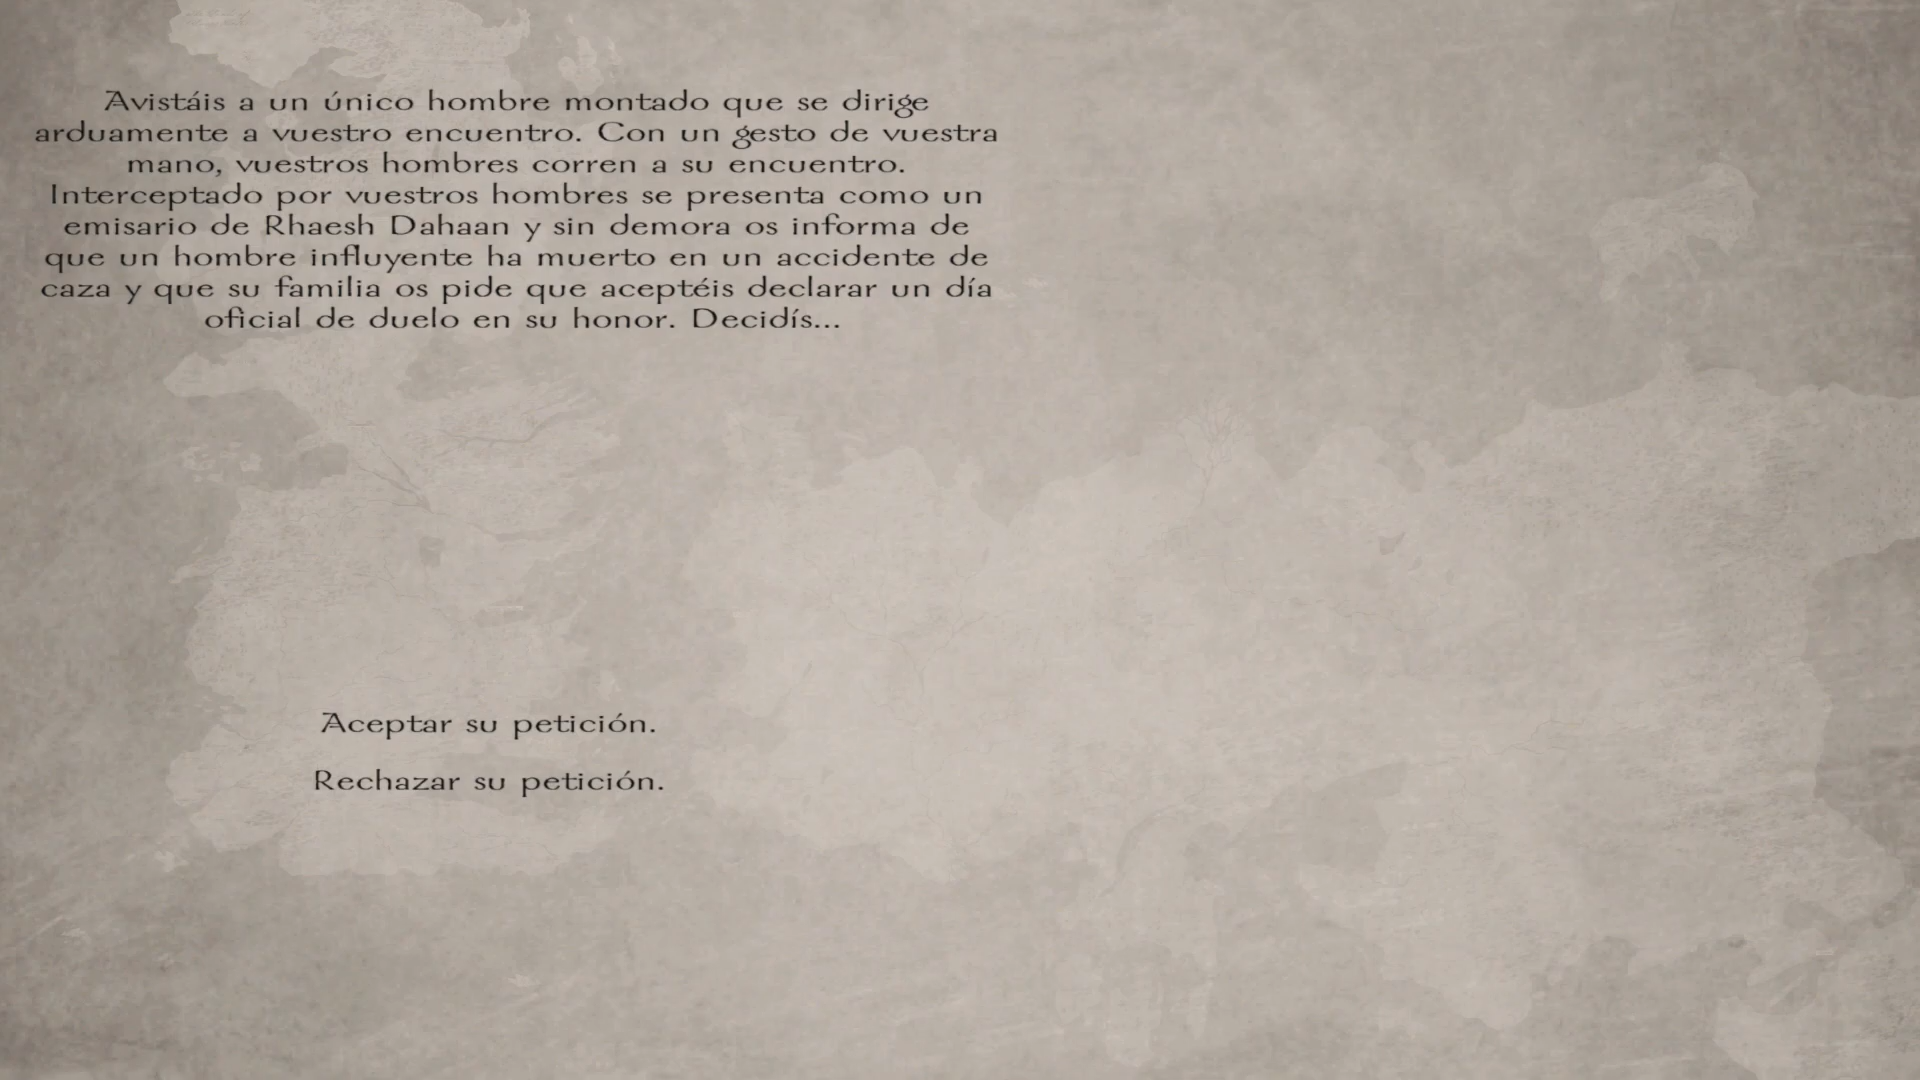 Avistáis a un único hombre montado que se dirige
arduamente a vuestro encuentro. Con un gesto de vuestra
mano, vuestros hombres corren a su encuentro.
Interceptado por vuestros hombres se presenta como un
emisario de Rhaesh Dahaan y sin demora os informa de
que un hombre influyente ha muerto en un accidente de
caza y que su familia os pide que aceptéis declarar un día
oficial de duelo en su honor. Decidís...
Aceptar su petición.
Rechazar su petición.